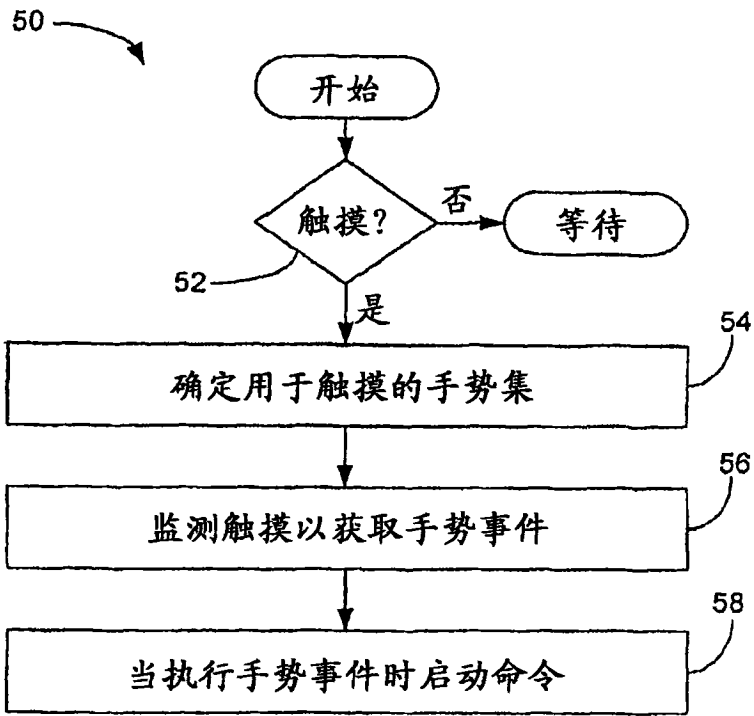 50
开始
触摸?
否
等待
52
是
54
确定用于触摸的手势集
56
监测触摸以获取手势事件
58
当执行手势事件时启动命令